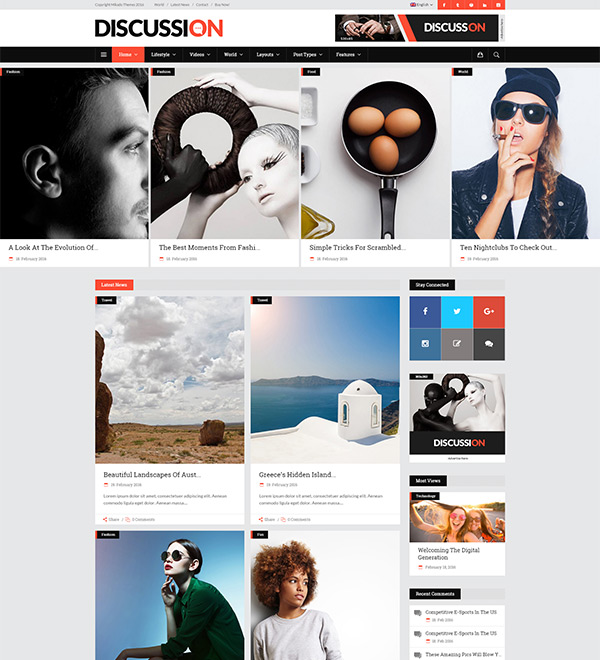 Copyright Mikado Themes 2016 / World / Latest News / Contact / Buy Now!
English
DISCUSSION
DISCUSSION
Home Lifestyle Videos World Layouts Post Types Features
Fashion
Fashion
Food
World
A Look At The Evolution Of...
The Best Moments From Fashi...
Simple Tricks For Scrambled...
Ten Nightclubs To Check Out...
18. February 2016
18. February 2016
18. February 2016
18. February 2016
Latest News
Stay Connected
Travel
Travel
f
G+
DISCUSSION
Advertise here
Beautiful Landscapes Of Aust...
Greece's Hidden Island...
18. February 2016
18. February 2016
Lorem ipsum dolor sit amet, consectetuer adipiscing elit. Aenean commodo ligula eget dolor. Aenean massa...
Lorem ipsum dolor sit amet, consectetuer adipiscing elit. Aenean commodo ligula eget dolor. Aenean massa...
Share / 0 Comments
Share / 0 Comments
Most Views
Technology
Welcoming The Digital
Generation
February 18, 2016
Fashion
Fun
Recent Comments
Competitive E-Sports In The US
18. Feb 2016
Competitive E-Sports In The US
18. Feb 2016
These Amazing Pics Will Blow Y...